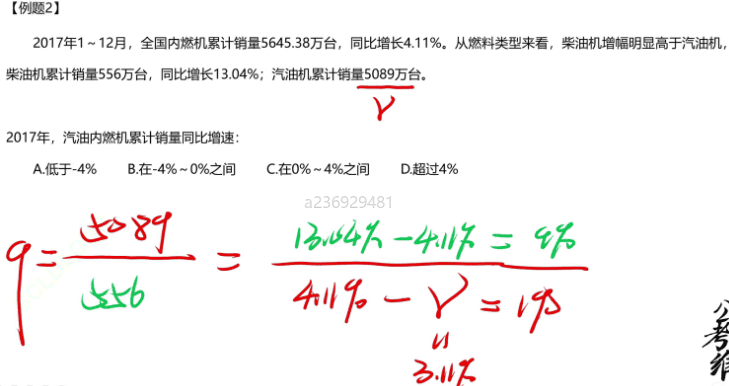 【例题2】
2017年1~12月，全国内燃机累计销量5645.38万台，同比增长4.11%。从燃料类型来看，柴油机增幅明显高于汽油机，
柴油机累计销量556万台，同比增长13.04%；汽油机累计销量5089万台。
r
2017年，汽油内燃机累计销量同比增速：
A.低于-4% B.在-4%~0%之间 C.在0%~4%之间 D.超过4%
a236929481
9 = 5089/556 = 13.04% - 4.11% = 9% / 4.11% - r = 1%
=
3.11%
公考雉